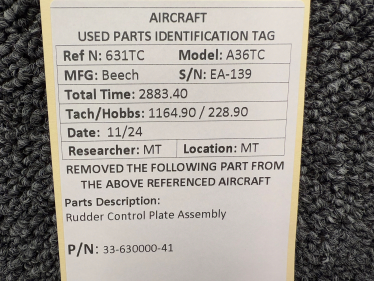 AIRCRAFT
USED PARTS IDENTIFICATION TAG
Ref N: 631TC Model: A36TC
MFG: Beech S/N: EA-139
Total Time: 2883.40
Tach/Hobbs: 1164.90 / 228.90
Date: 11/24
Researcher: MT Location: MT
REMOVED THE FOLLOWING PART FROM
THE ABOVE REFERENCED AIRCRAFT
Parts Description:
Rudder Control Plate Assembly
P/N: 33-630000-41